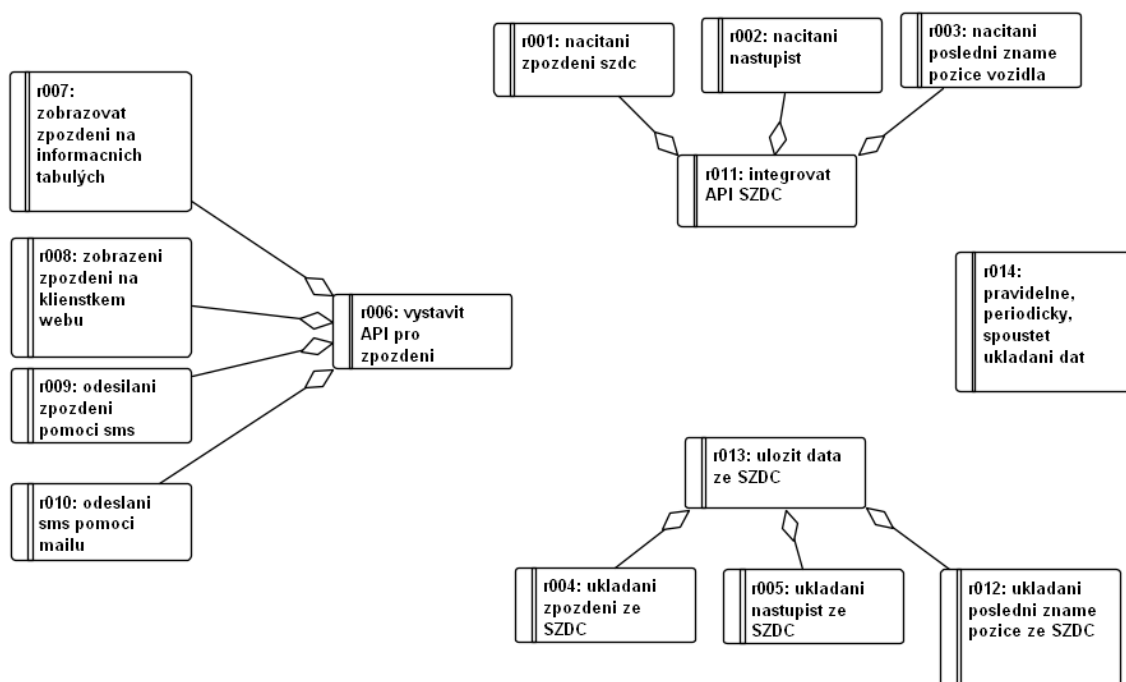 r001: nacitani
zpozdeni szdc
r002: nacitani
nastupist
r003: nacitani
posledni zname
pozice vozidla
r007:
zobrazovat
zpozdeni na
informacnich
tabulých
r011: integrovat
API SZDC
r008: zobrazeni
zpozdeni na
klienstkem
webu
r006: vystavit
API pro
zpozdeni
r014:
pravidelne,
periodicky,
spoustet
ukladani dat
r009: odesilani
zpozdeni
pomoci sms
r013: ulozit data
ze SZDC
r010: odeslani
sms pomoci
mailu
r004: ukladani
zpozdeni ze
SZDC
r005: ukladani
nastupist ze
SZDC
r012: ukladani
posledni zname
pozice ze SZDC